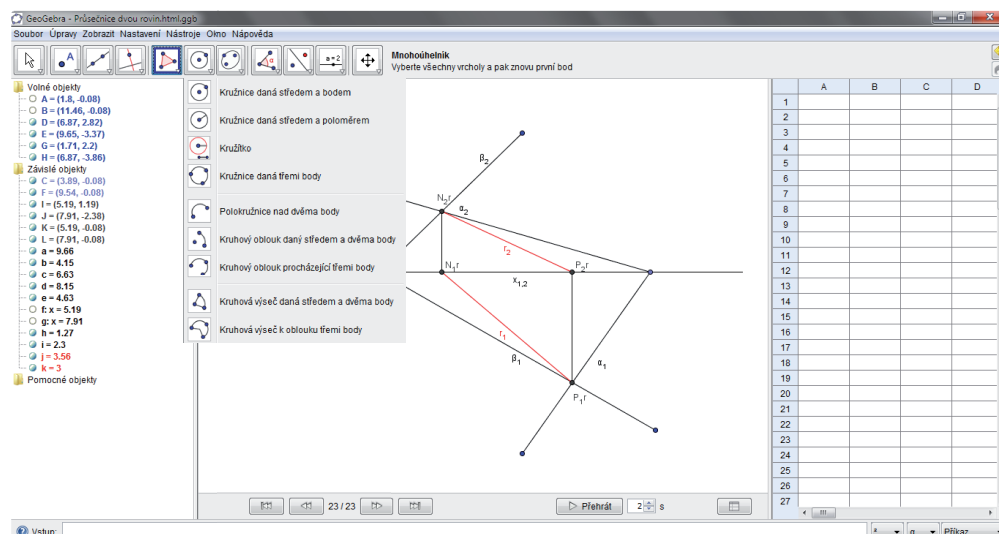 GeoGebra - Průsečnice dvou rovin.html.ggb
Soubor Úpravy Zobrazit Nastavení Nástroje Okno Nápověda
A
α
a = 2
Mnohoúhelník
Vyberte všechny vrcholy a pak znovu první bod
Volné objekty
A = (1.8, -0.08)
B = (11.46, -0.08)
D = (6.87, 2.82)
E = (9.65, -3.37)
G = (1.71, 2.2)
H = (6.87, -3.86)
Závislé objekty
C = (3.89, -0.08)
F = (9.54, -0.08)
I = (5.19, 1.19)
J = (7.91, -2.38)
K = (5.19, -0.08)
L = (7.91, -0.08)
a = 9.66
b = 4.15
c = 6.63
d = 8.15
e = 4.63
f: x = 5.19
g: x = 7.91
h = 1.27
i = 2.3
j = 3.56
k = 3
Pomocné objekty
Kružnice daná středem a bodem
Kružnice daná středem a poloměrem
Kružítko
Kružnice daná třemi body
Polokružnice nad dvěma body
Kruhový oblouk daný středem a dvěma body
Kruhový oblouk procházející třemi body
Kruhová výseč daná středem a dvěma body
Kruhová výseč k oblouku třemi body
β2
N2r
α2
r2
N1r
P2r
x1,2
r1
β1
α1
P1r
A B C D
1
2
3
4
5
6
7
8
9
10
11
12
13
14
15
16
17
18
19
20
21
22
23
24
25
26
27
23 / 23
Přehrát
2 s
Vstup:
α
Příkaz